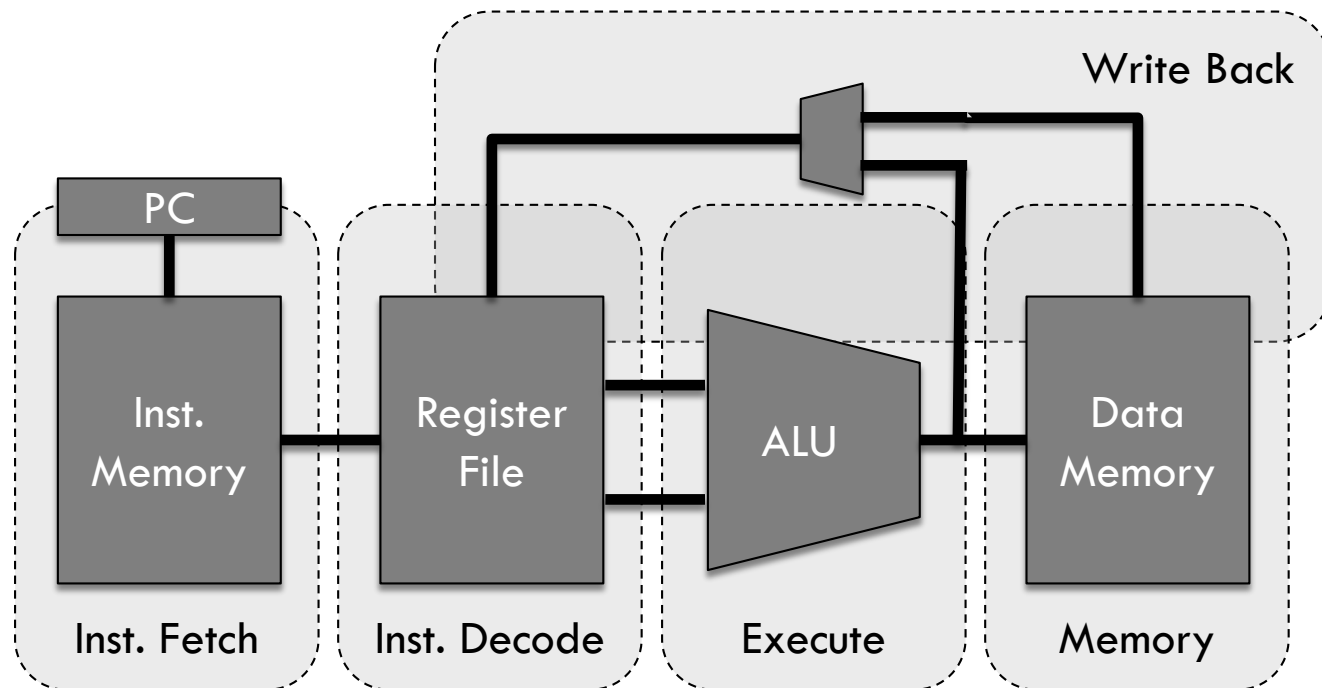 Write Back
PC
Inst.
Memory
Register
File
ALU
Data
Memory
Inst. Fetch
Inst. Decode
Execute
Memory